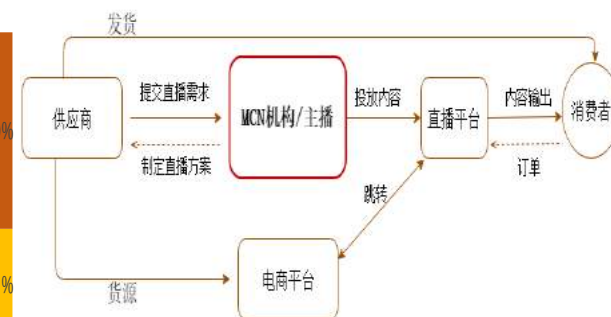 发货
提交直播需求
投放内容
内容输出
供应商
MCN机构/主播
直播平台
消费者
%
制定直播方案
订单
跳转
电商平台
%
货源